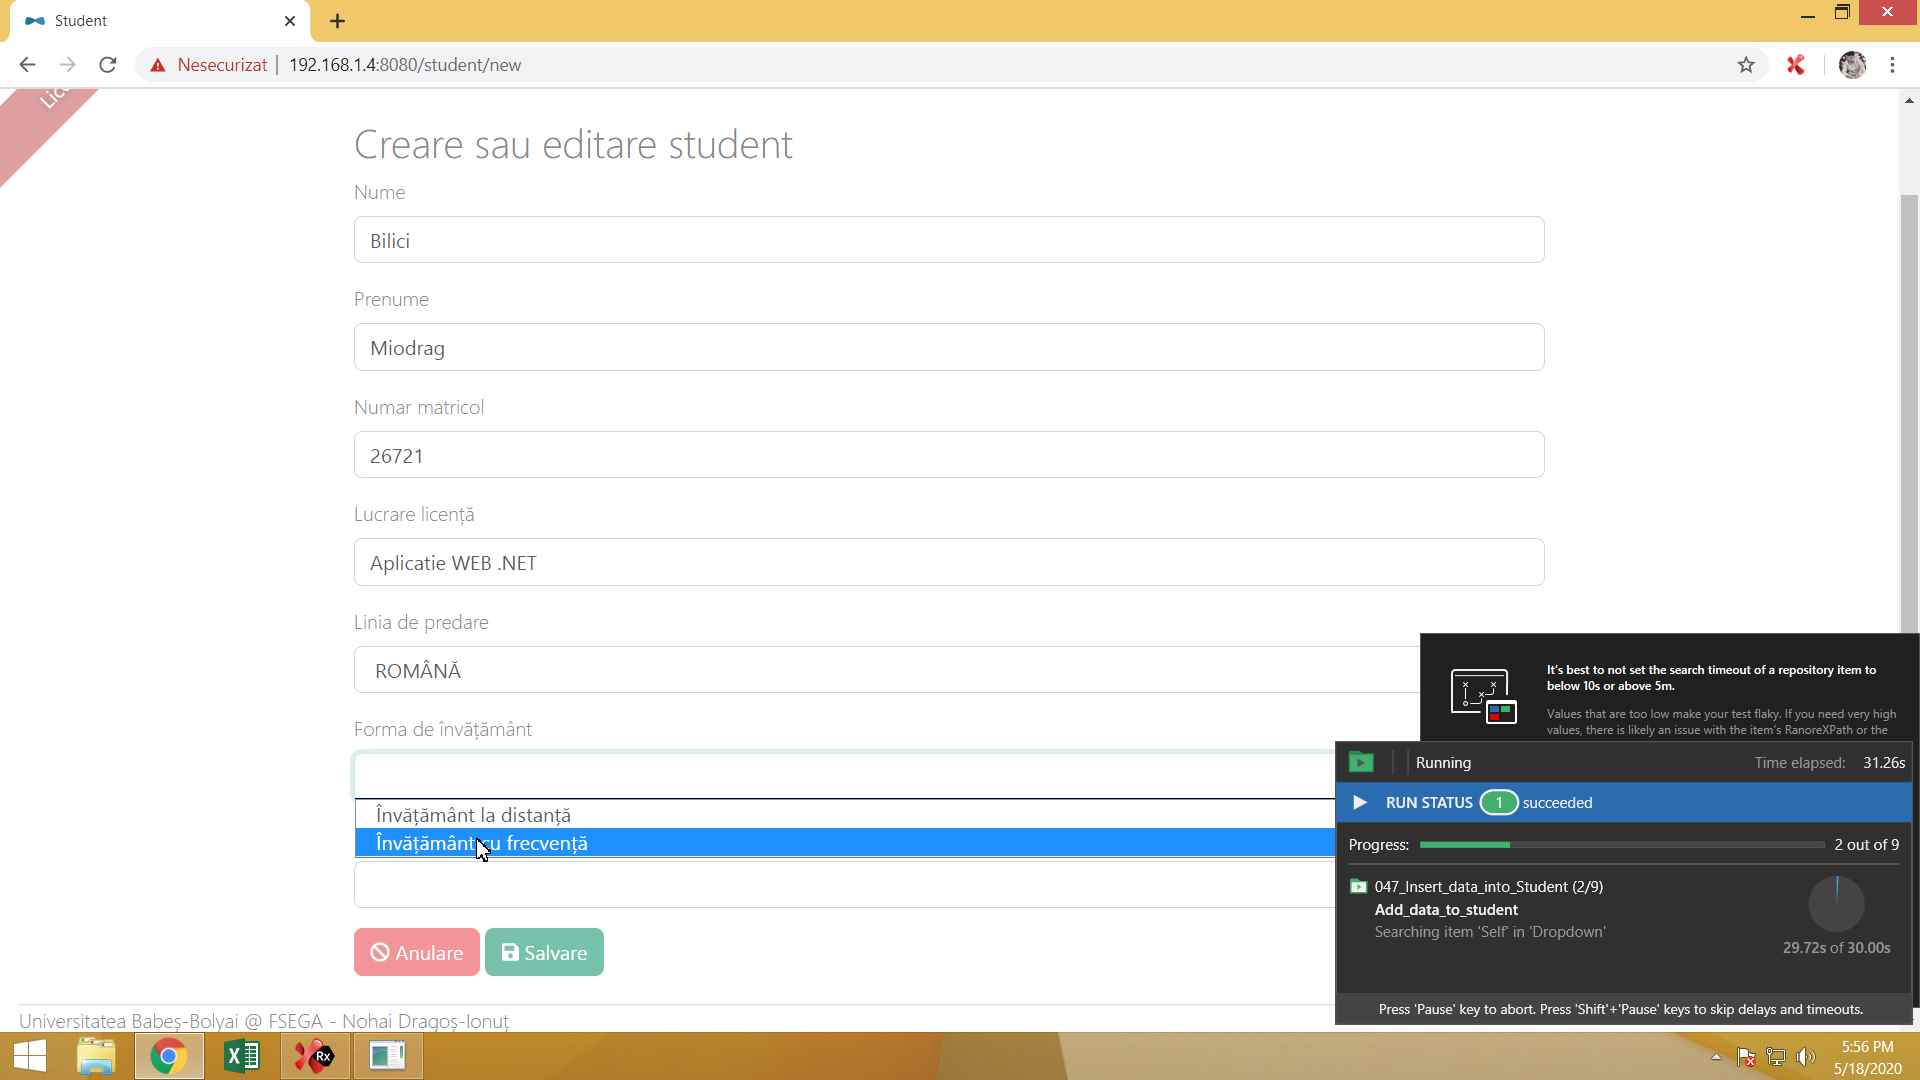 Student
Nesecurizat
192.168.1.4:8080/student/new
Creare sau editare student
Nume
Bilici
Prenume
Miodrag
Numar matricol
26721
Lucrare licență
Aplicatie WEB .NET
Linia de predare
ROMÂNĂ
Forma de învățământ
Învățământ la distanță
Învățământ cu frecvență
Anulare
Salvare
Universitatea Babeș-Bolyai @ FSEGA - Nohai Dragoș-Ionuț
It's best to not set the search timeout of a repository item to
below 10s or above 5m.
Values that are too low make your test flaky. If you need very high
values, there is likely an issue with the item's RanoreXPath or the
Running
Time elapsed: 31.26s
RUN STATUS 1 succeeded
Progress: 2 out of 9
047_Insert_data_into_Student (2/9)
Add_data_to_student
Searching item 'Self' in 'Dropdown'
29.72s of 30.00s
Press 'Pause' key to abort. Press 'Shift'+'Pause' keys to skip delays and timeouts.
Rx
5:56 PM
5/18/2020